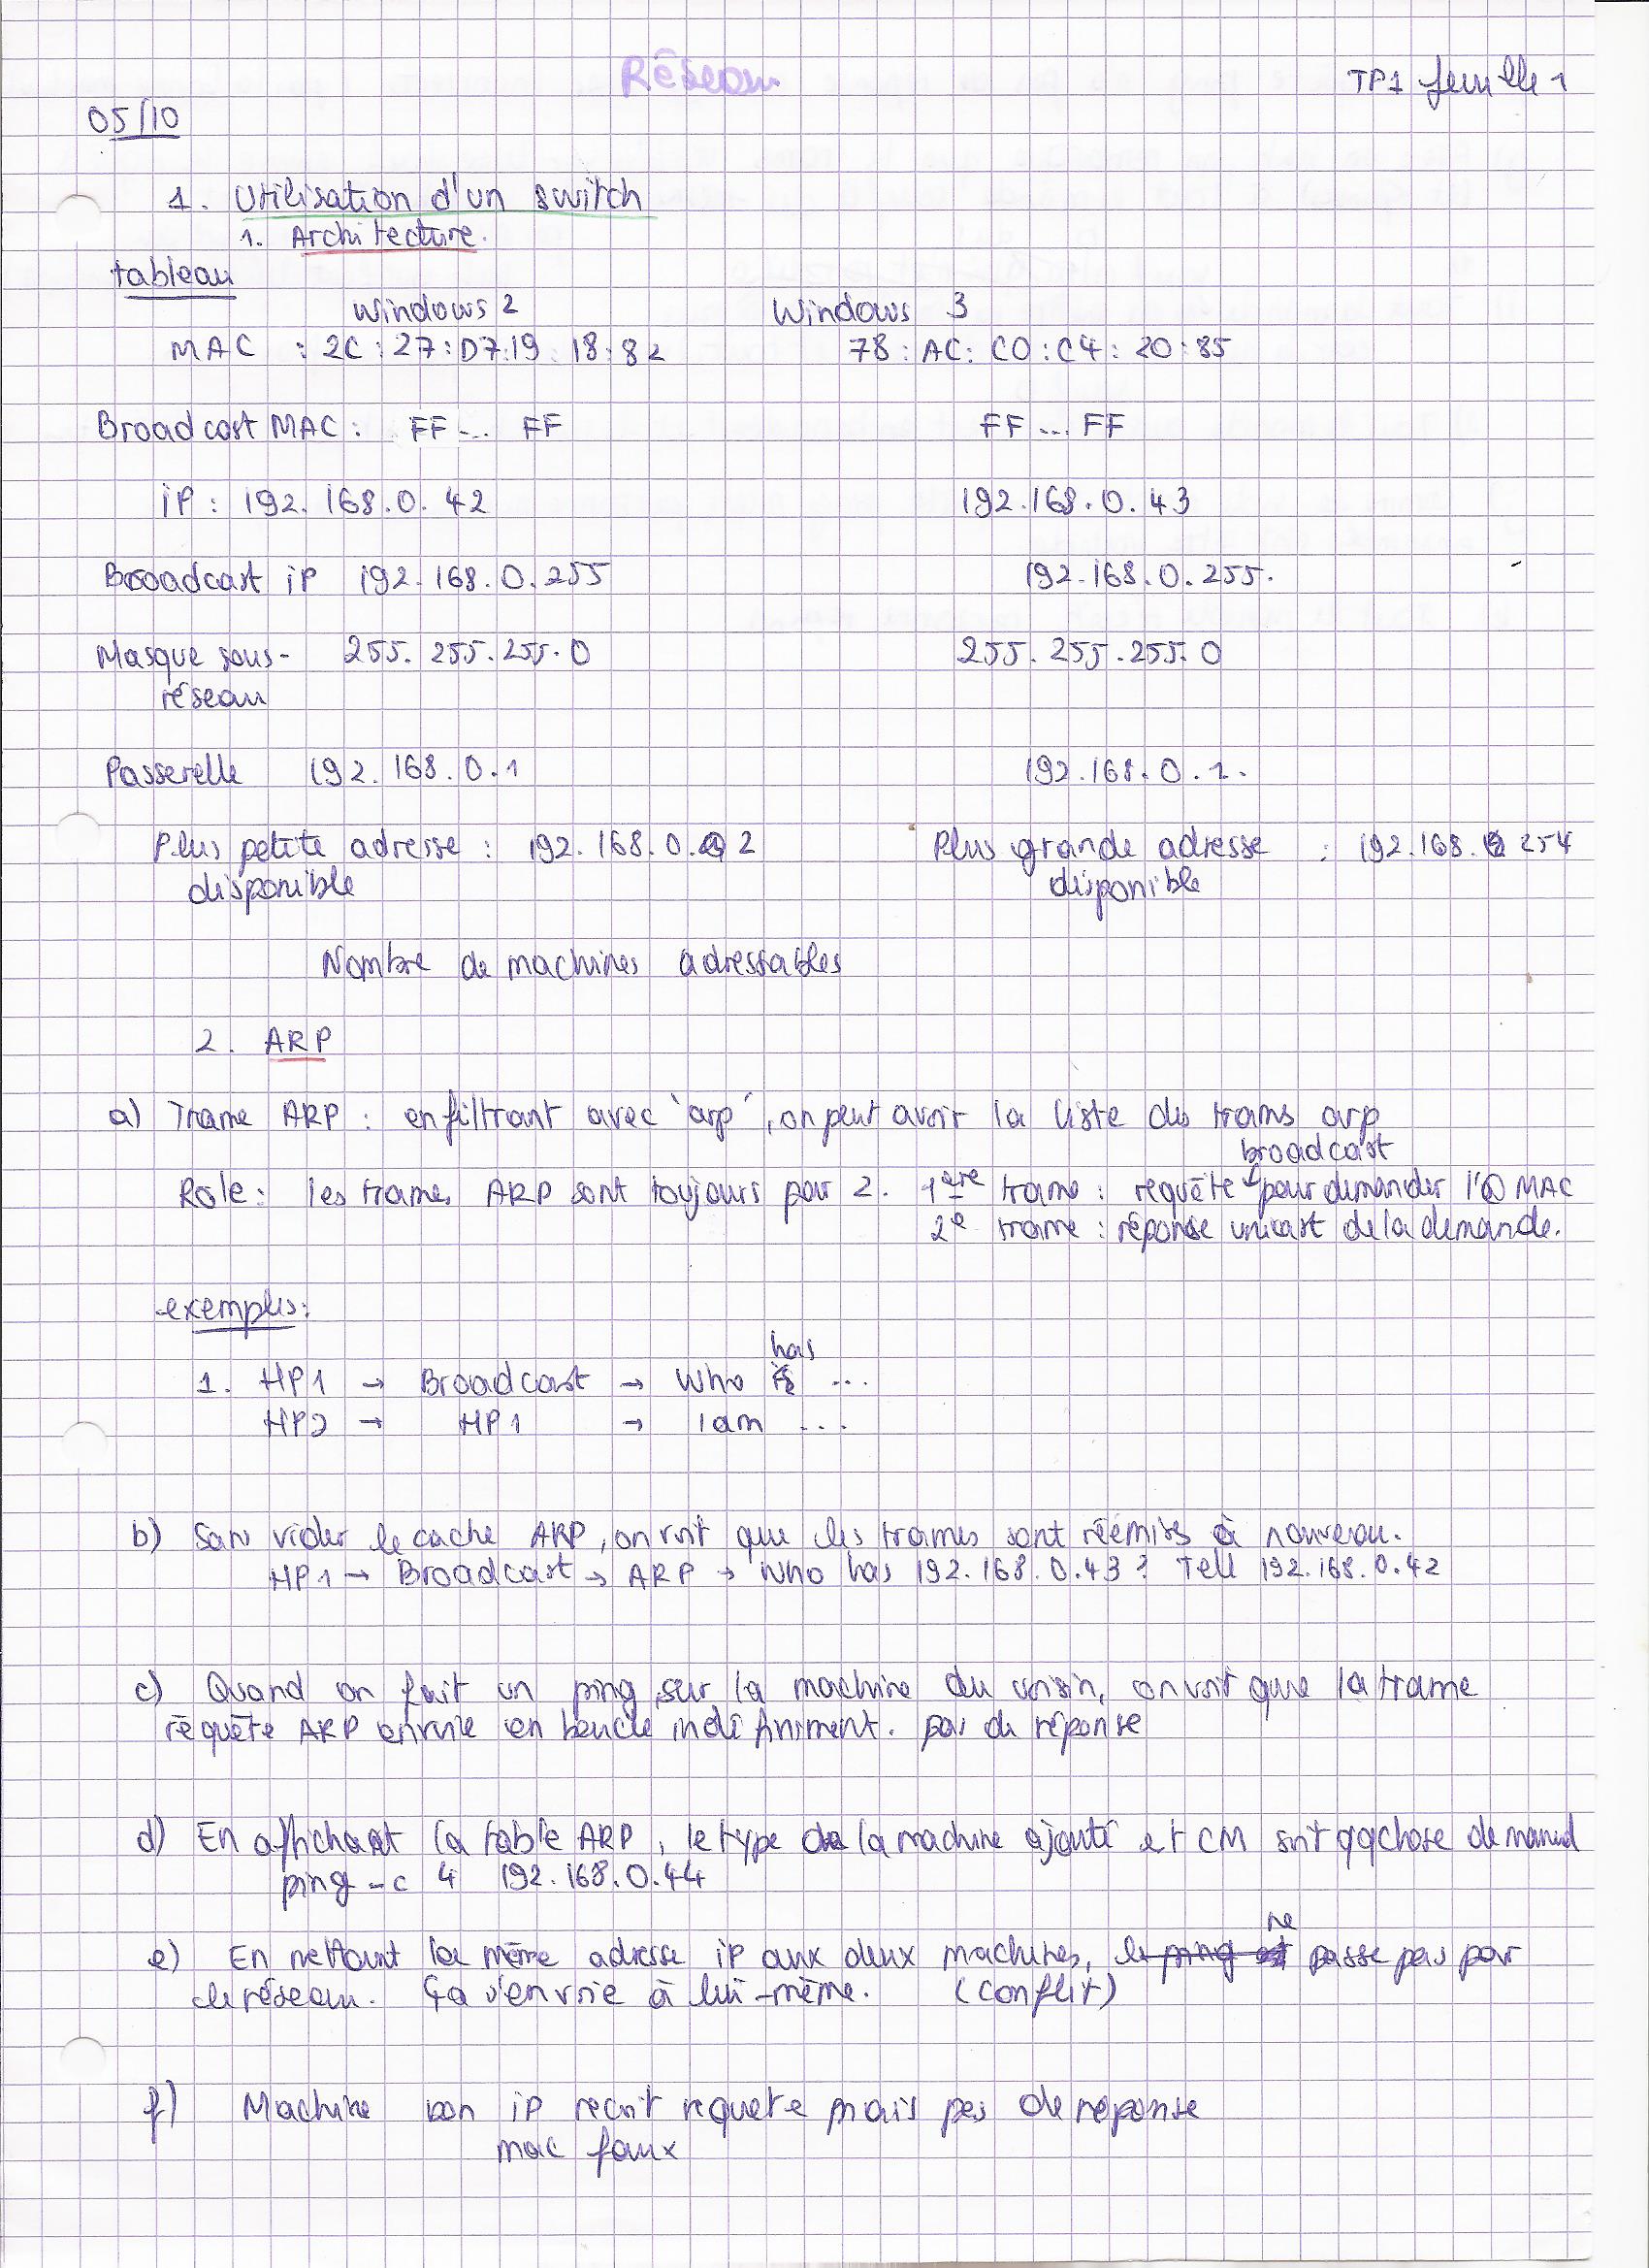 Réseau
TP1 feuille 1
05/10
1. Utilisation d'un switch
1. Architecture.
tableau
Windows 2 Windows 3
MAC : 2C : 27 : D7 : 19 : 18 : 82 78 : AC : C0 : C4 : 20 : 85
Broadcast MAC : FF ... FF FF ... FF
iP : 192.168.0.42 192.168.0.43
Brooadcast iP 192.168.0.255 192.168.0.255.
Masque sous- 255.255.255.0 255.255.255.0
réseau
Passerelle 192.168.0.1 192.168.0.1.
Plus petite adresse : 192.168.0. 2 Plus grande adresse : 192.168. 254
disponible disponible
Nombre de machines adressables
2. ARP
a) Trame ARP : en filtrant avec "arp", on peut avoir la liste des trams arp
broadcast
Role : les trames ARP sont toujours par 2. 1ère trame : requête pour demander l'@ MAC
2e trame : réponse unicast de la demande.
exemples :
has
1. HP1 → Broadcast → Who is ...
HP2 → HP1 → I am ...
b) Sans vider le cache ARP, on voit que les trames sont réémises à nouveau.
HP1 → Broadcast → ARP → Who has 192.168.0.43? Tell 192.168.0.42
c) Quand on fait un ping sur la machine du voisin, on voit que la trame
requête ARP envoie en boucle indéfiniment. pas de réponse
d) En affichant la table ARP, le type de la machine ajouté et CM soit qqchose de manuel
ping -c 4 192.168.0.44
ne
e) En mettant la même adresse iP aux deux machines, le ping est passe pas par
le réseau. Ça s'envoie à lui-même. (conflit)
f) Machine bon iP reçoit requete mais pas de reponse
mac faux